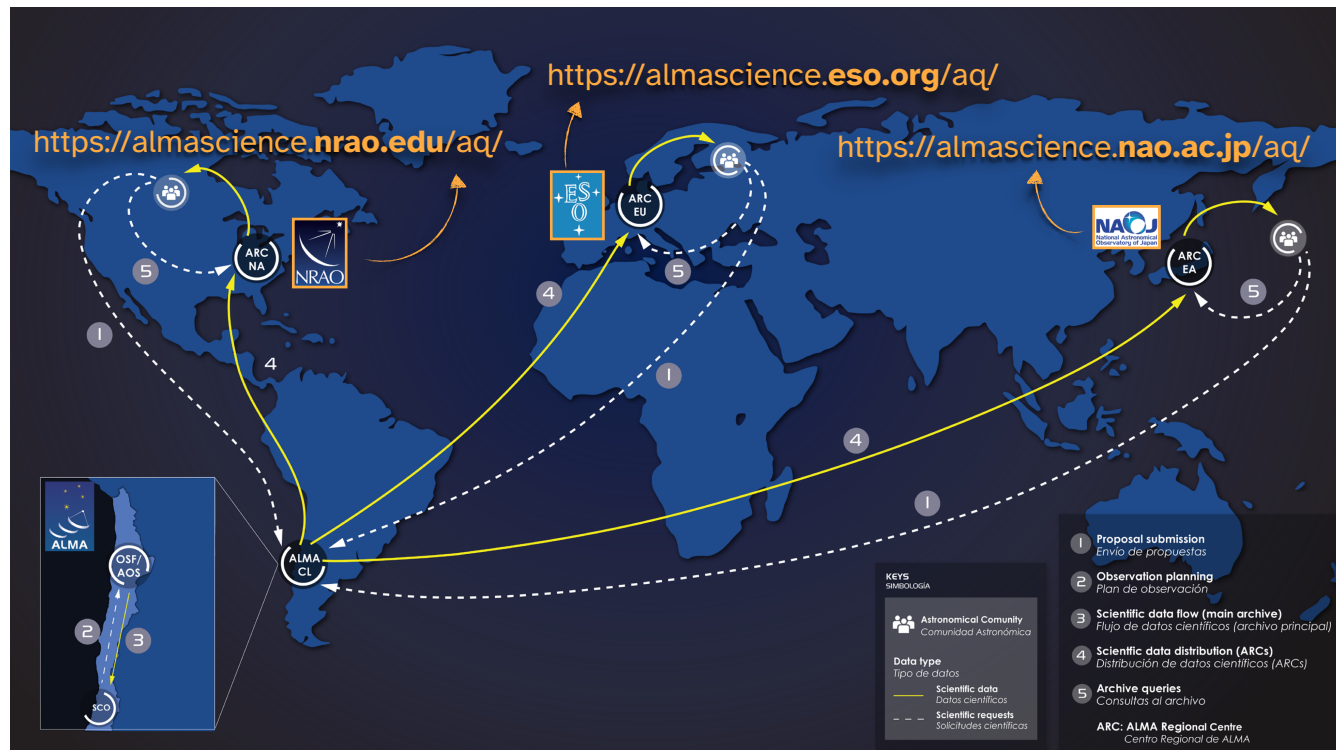 https://almascience.eso.org/aq/
https://almascience.nrao.edu/aq/
https://almascience.nao.ac.jp/aq/
ES
O
ARC
EU
NAOJ
National Astronomical
Observatory of Japan
ARC
NA
NRAO
ARC
EA
5
5
5
4
1
4
1
4
1
ALMA
OSF/
AOS
2
3
SCO
ALMA
CL
KEYS
SIMBOLOGÍA
Astronomical Comunity
Comunidad Astronómica
Data type
Tipo de datos
Scientific data
Datos científicos
Scientific requests
Solicitudes científicas
1 Proposal submission
Envío de propuestas
2 Observation planning
Plan de observación
3 Scientific data flow (main archive)
Flujo de datos científicos (archivo principal)
4 Scientfic data distribution (ARCs)
Distribución de datos científicos (ARCs)
5 Archive queries
Consultas al archivo
ARC: ALMA Regional Centre
Centro Regional de ALMA